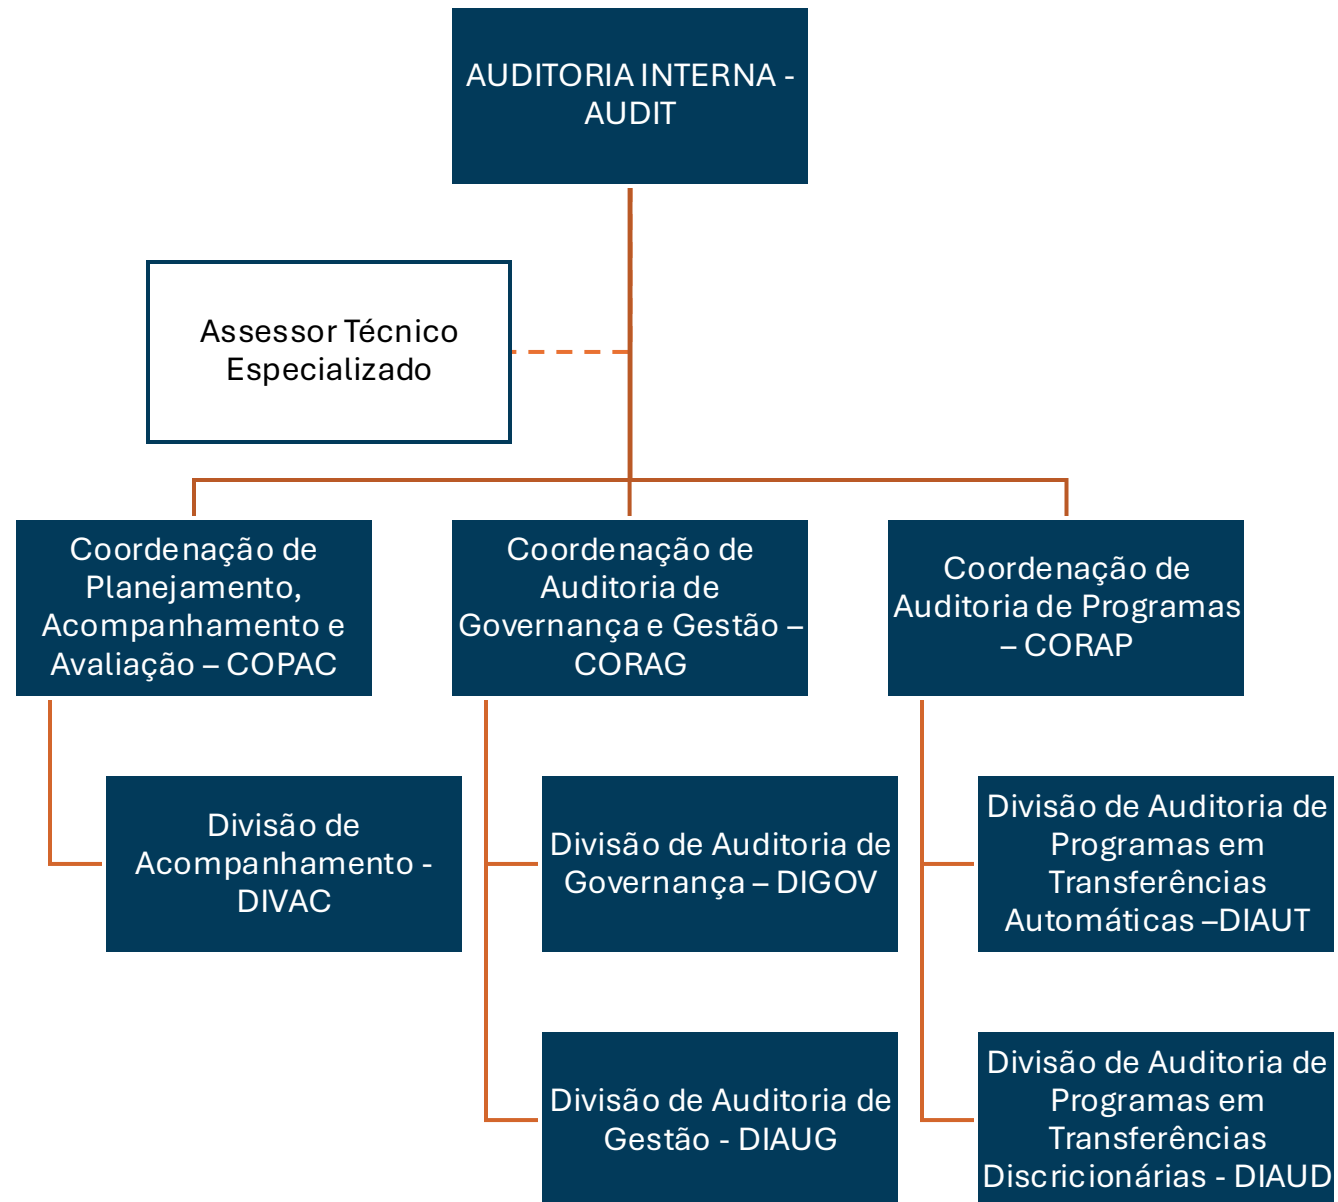 AUDITORIA INTERNA -
AUDIT
Assessor Técnico
Especializado
Coordenação de
Planejamento,
Acompanhamento e
Avaliação – COPAC
Coordenação de
Auditoria de
Governança e Gestão –
CORAG
Coordenação de
Auditoria de Programas
– CORAP
Divisão de
Acompanhamento -
DIVAC
Divisão de Auditoria de
Governança – DIGOV
Divisão de Auditoria de
Programas em
Transferências
Automáticas –DIAUT
Divisão de Auditoria de
Gestão - DIAUG
Divisão de Auditoria de
Programas em
Transferências
Discricionárias - DIAUD